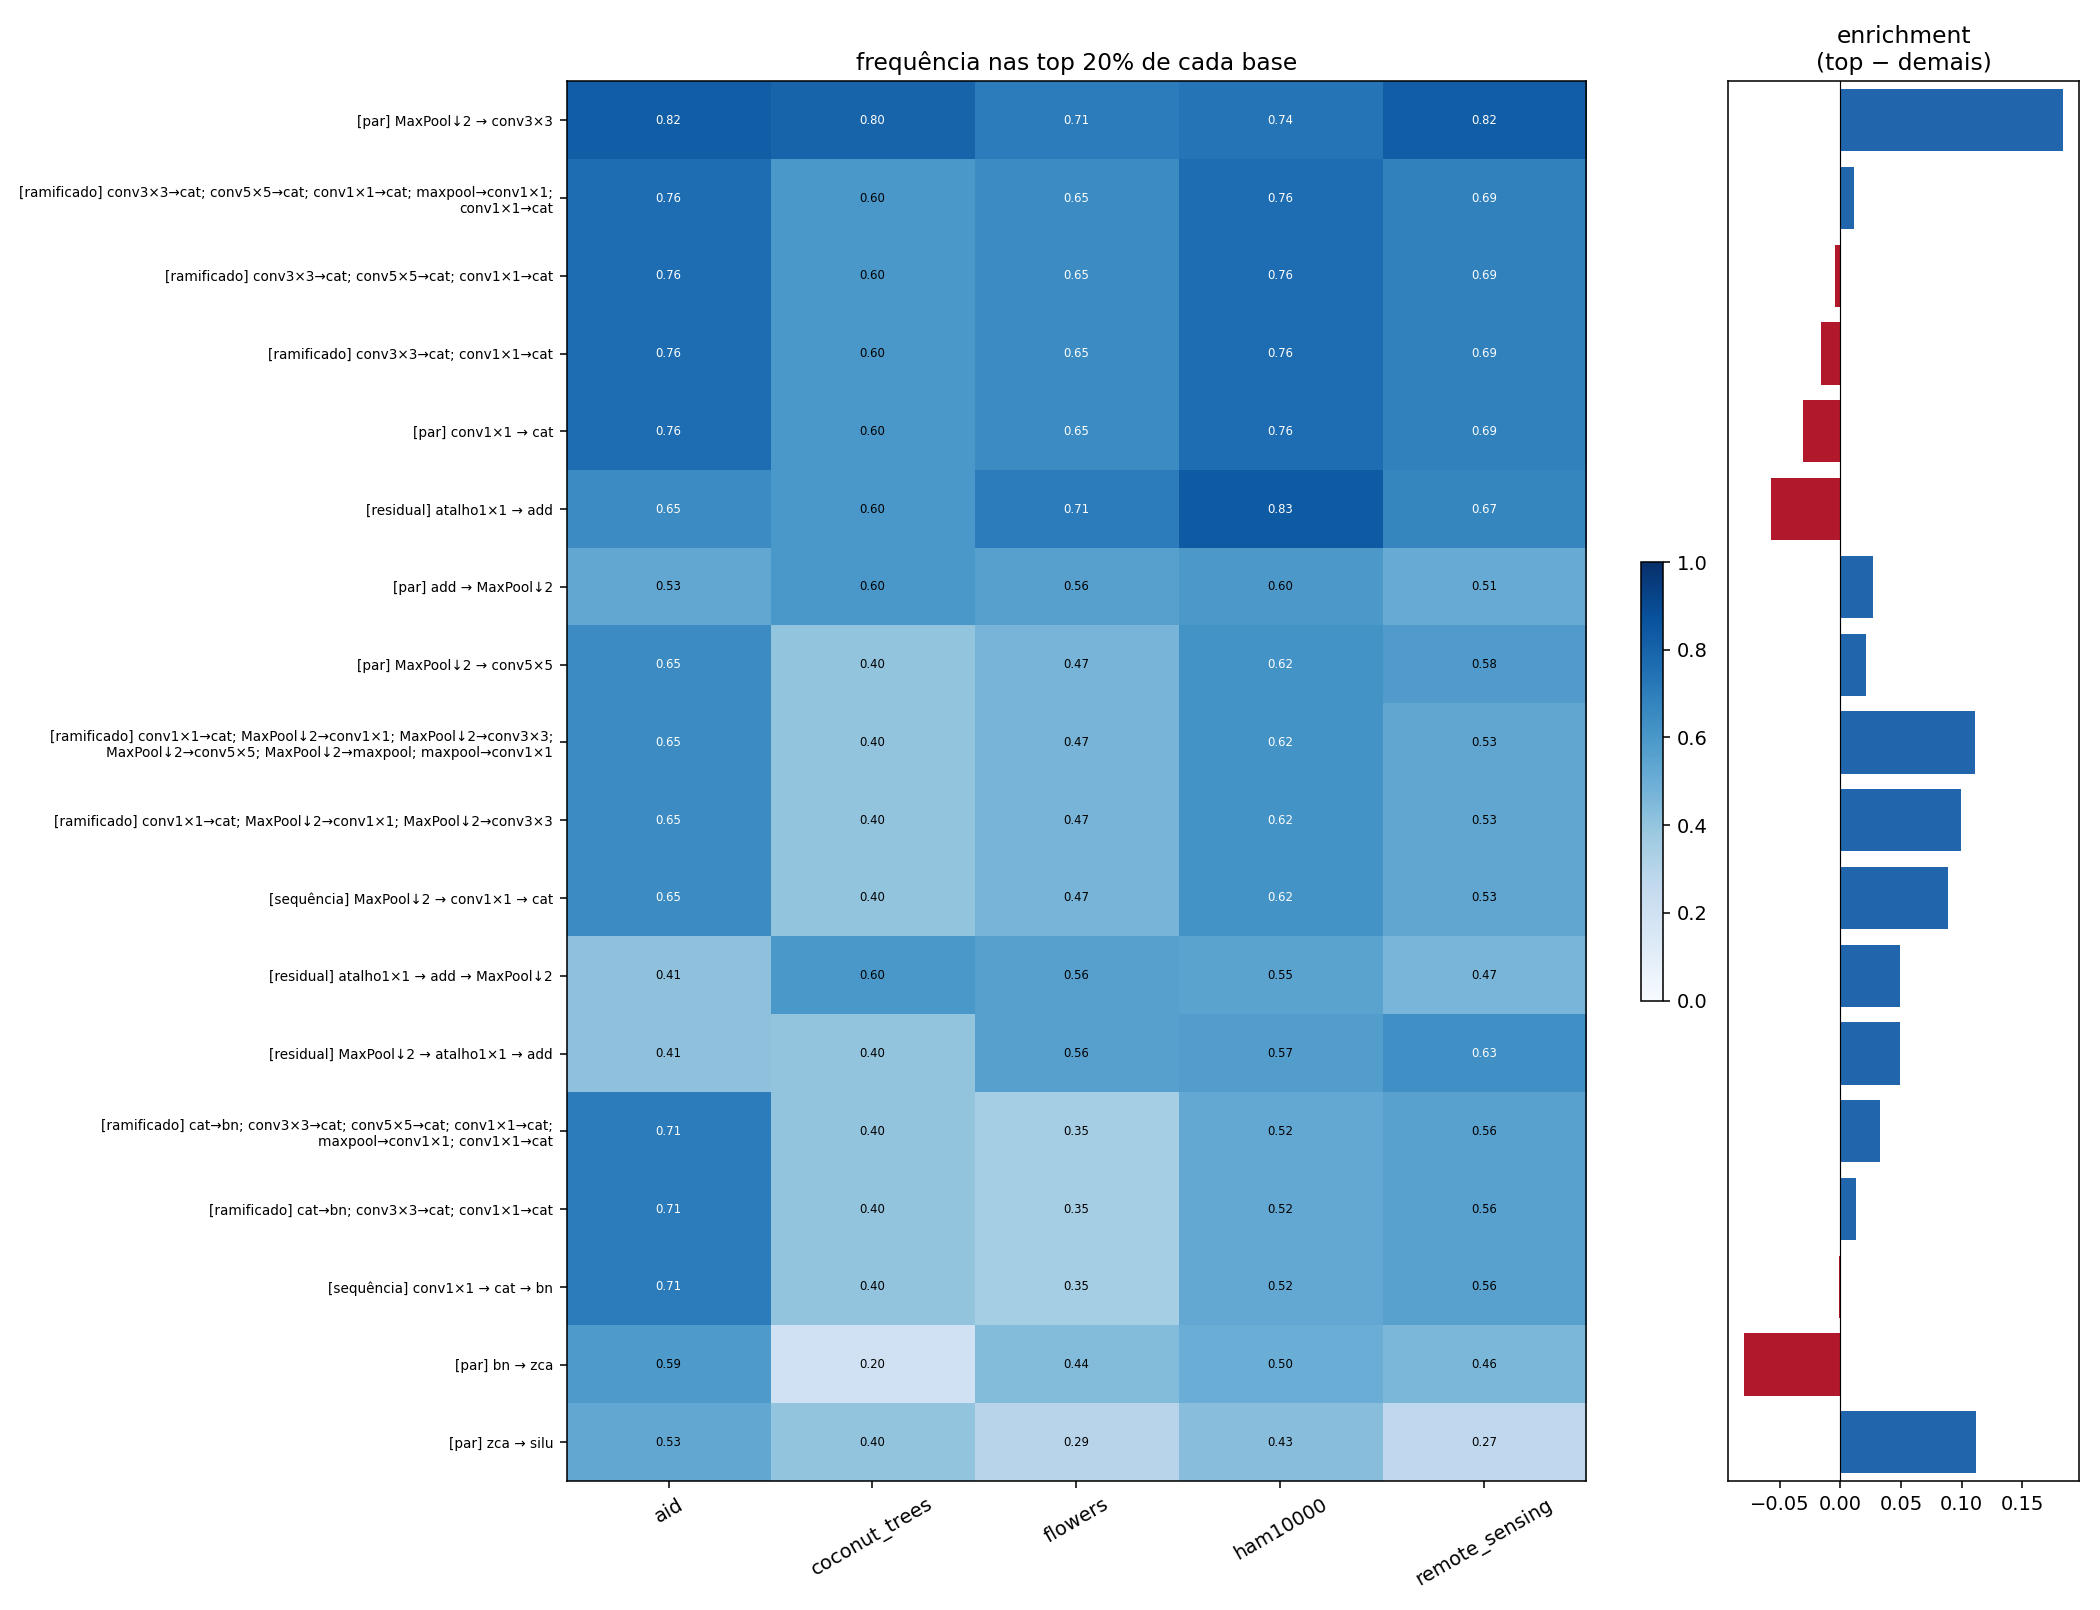 frequência nas top 20% de cada base
enrichment
(top − demais)
[par] MaxPool↓2 → conv3×3
0.82 0.80 0.71 0.74 0.82
[ramificado] conv3×3→cat; conv5×5→cat; conv1×1→cat; maxpool→conv1×1;
conv1×1→cat
0.76 0.60 0.65 0.76 0.69
[ramificado] conv3×3→cat; conv5×5→cat; conv1×1→cat
0.76 0.60 0.65 0.76 0.69
[ramificado] conv3×3→cat; conv1×1→cat
0.76 0.60 0.65 0.76 0.69
[par] conv1×1 → cat
0.76 0.60 0.65 0.76 0.69
[residual] atalho1×1 → add
0.65 0.60 0.71 0.83 0.67
[par] add → MaxPool↓2
0.53 0.60 0.56 0.60 0.51
[par] MaxPool↓2 → conv5×5
0.65 0.40 0.47 0.62 0.58
[ramificado] conv1×1→cat; MaxPool↓2→conv1×1; MaxPool↓2→conv3×3;
MaxPool↓2→conv5×5; MaxPool↓2→maxpool; maxpool→conv1×1
0.65 0.40 0.47 0.62 0.53
[ramificado] conv1×1→cat; MaxPool↓2→conv1×1; MaxPool↓2→conv3×3
0.65 0.40 0.47 0.62 0.53
[sequência] MaxPool↓2 → conv1×1 → cat
0.65 0.40 0.47 0.62 0.53
[residual] atalho1×1 → add → MaxPool↓2
0.41 0.60 0.56 0.55 0.47
[residual] MaxPool↓2 → atalho1×1 → add
0.41 0.40 0.56 0.57 0.63
[ramificado] cat→bn; conv3×3→cat; conv5×5→cat; conv1×1→cat;
maxpool→conv1×1; conv1×1→cat
0.71 0.40 0.35 0.52 0.56
[ramificado] cat→bn; conv3×3→cat; conv1×1→cat
0.71 0.40 0.35 0.52 0.56
[sequência] conv1×1 → cat → bn
0.71 0.40 0.35 0.52 0.56
[par] bn → zca
0.59 0.20 0.44 0.50 0.46
[par] zca → silu
0.53 0.40 0.29 0.43 0.27
aid coconut_trees flowers ham10000 remote_sensing
1.0
0.8
0.6
0.4
0.2
0.0
−0.05 0.00 0.05 0.10 0.15